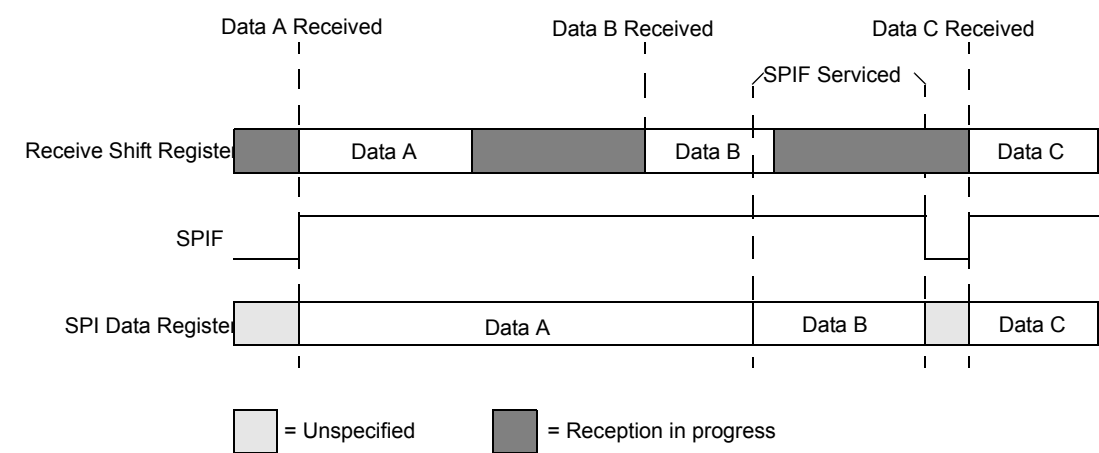 Data A Received Data B Received Data C Received
SPIF Serviced
Receive Shift Register Data A Data B Data C
SPIF
SPI Data Register Data A Data B Data C
= Unspecified = Reception in progress